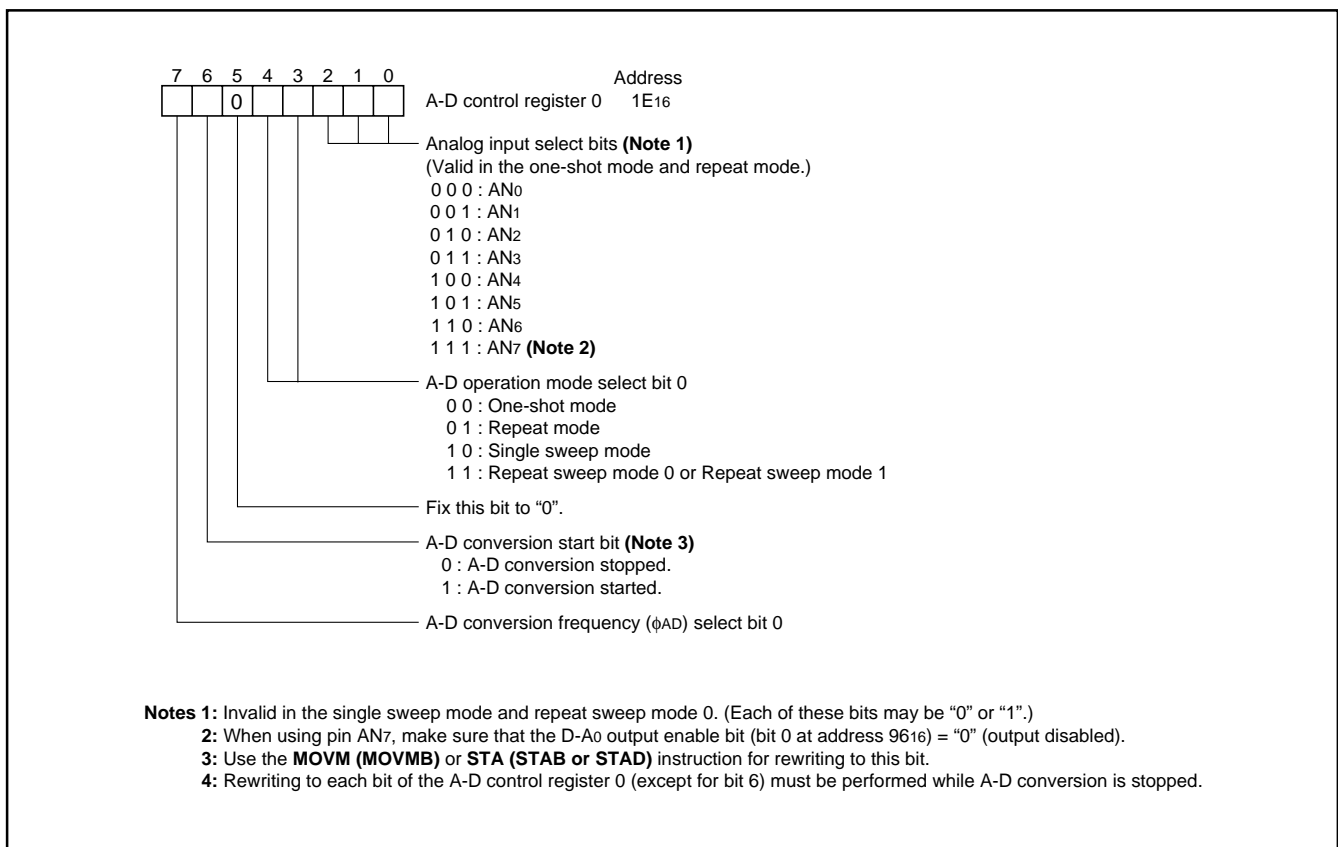 7 6 5 4 3 2 1 0
Address
0
A-D control register 0 1E16
Analog input select bits (Note 1)
(Valid in the one-shot mode and repeat mode.)
0 0 0 : AN0
0 0 1 : AN1
0 1 0 : AN2
0 1 1 : AN3
1 0 0 : AN4
1 0 1 : AN5
1 1 0 : AN6
1 1 1 : AN7 (Note 2)
A-D operation mode select bit 0
0 0 : One-shot mode
0 1 : Repeat mode
1 0 : Single sweep mode
1 1 : Repeat sweep mode 0 or Repeat sweep mode 1
Fix this bit to “0”.
A-D conversion start bit (Note 3)
0 : A-D conversion stopped.
1 : A-D conversion started.
A-D conversion frequency (ϕAD) select bit 0
Notes 1: Invalid in the single sweep mode and repeat sweep mode 0. (Each of these bits may be “0” or “1”.)
2: When using pin AN7, make sure that the D-A0 output enable bit (bit 0 at address 9616) = “0” (output disabled).
3: Use the MOVM (MOVMB) or STA (STAB or STAD) instruction for rewriting to this bit.
4: Rewriting to each bit of the A-D control register 0 (except for bit 6) must be performed while A-D conversion is stopped.